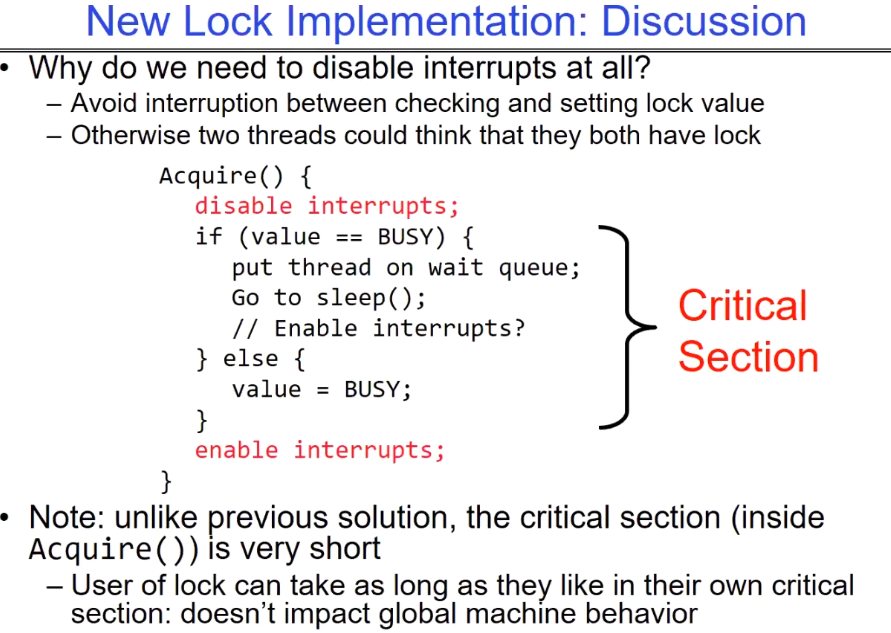 New Lock Implementation: Discussion
• Why do we need to disable interrupts at all?
– Avoid interruption between checking and setting lock value
– Otherwise two threads could think that they both have lock
Acquire() {
disable interrupts;
if (value == BUSY) {
put thread on wait queue;
Go to sleep();
// Enable interrupts?
} else {
value = BUSY;
}
enable interrupts;
}
Critical
Section
• Note: unlike previous solution, the critical section (inside
Acquire()) is very short
– User of lock can take as long as they like in their own critical
section: doesn't impact global machine behavior